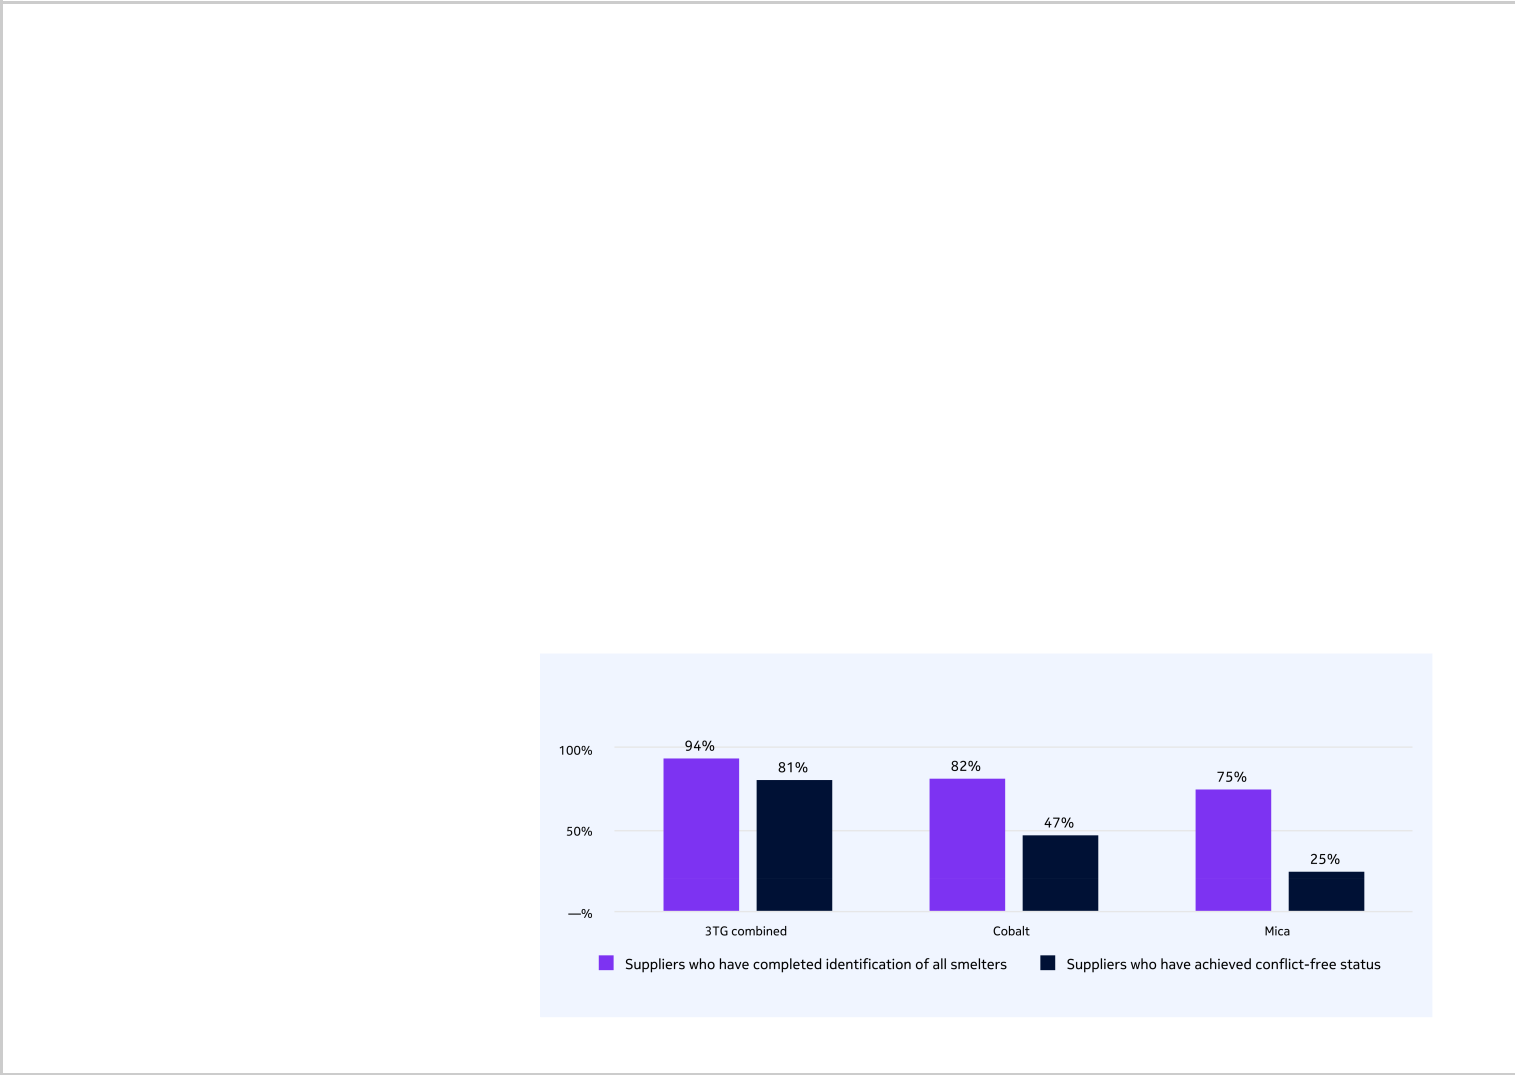 94%
100%
81%
82%
75%
47%
50%
25%
—%
3TG combined
Cobalt
Mica
Suppliers who have completed identification of all smelters
Suppliers who have achieved conflict-free status